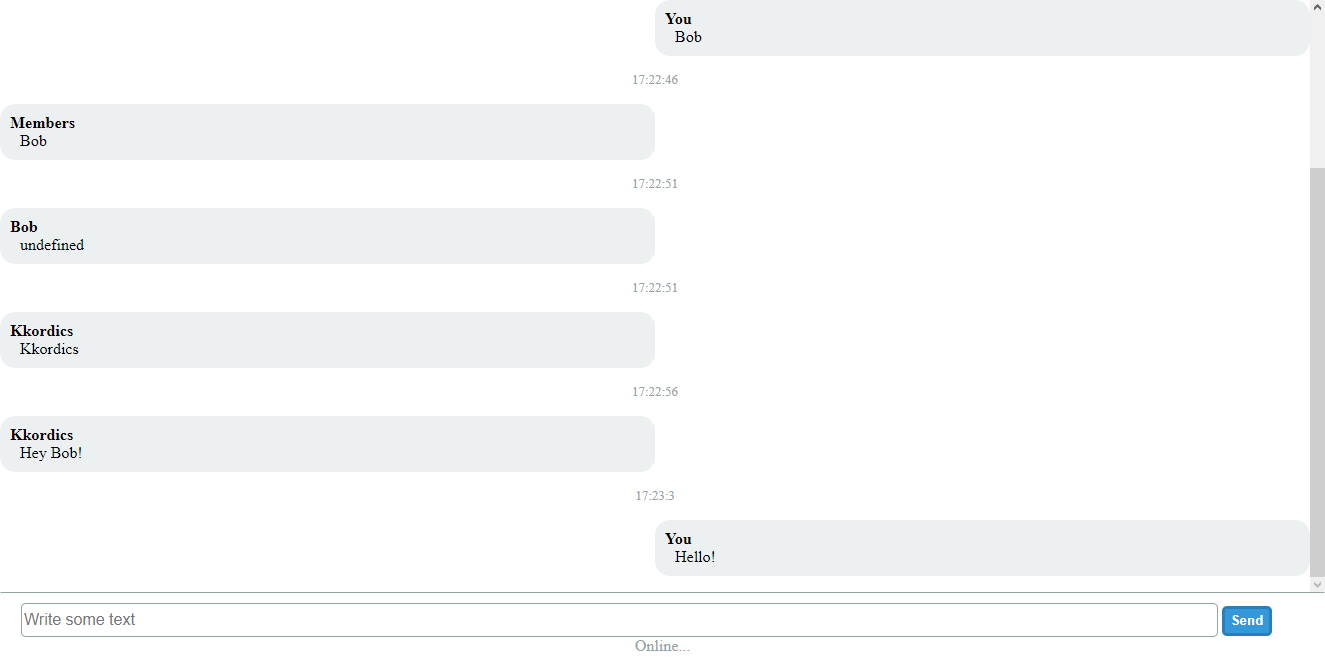 You
Bob
17:22:46
Members
Bob
17:22:51
Bob
undefined
17:22:51
Kkordics
Kkordics
17:22:56
Kkordics
Hey Bob!
17:23:3
You
Hello!
Write some text
Send
Online...